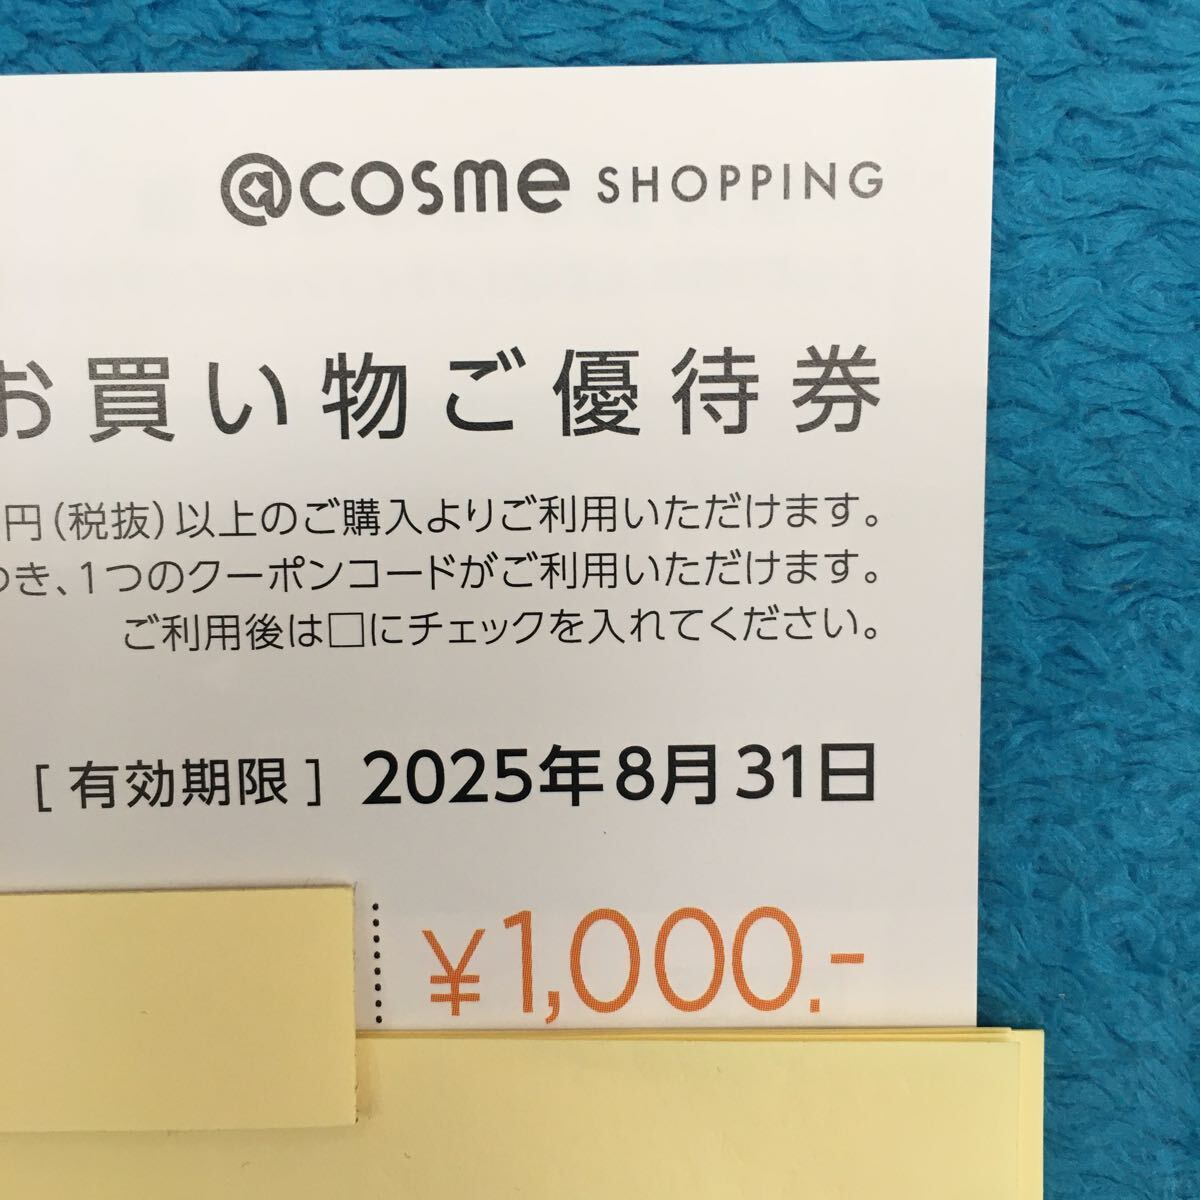 @cosme SHOPPING
お買い物ご優待券
円(税抜)以上のご購入よりご利用いただけます。
つき、1つのクーポンコードがご利用いただけます。
ご利用後は□にチェックを入れてください。
[有効期限] 2025年8月31日
¥1,000.-